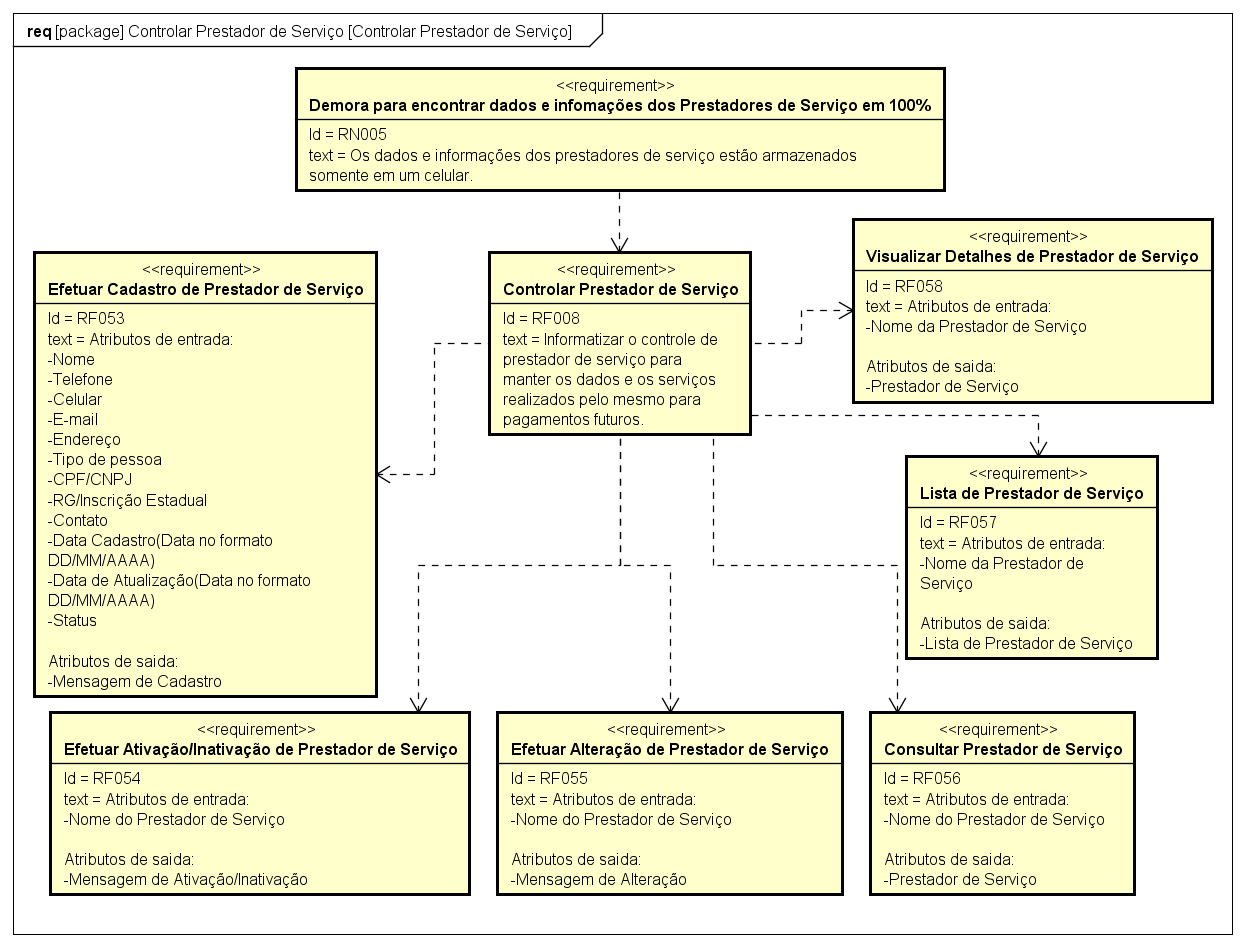 req [package] Controlar Prestador de Serviço [Controlar Prestador de Serviço]
<<requirement>>
Demora para encontrar dados e infomações dos Prestadores de Serviço em 100%
Id = RN005
text = Os dados e informações dos prestadores de serviço estão armazenados
somente em um celular.
<<requirement>>
Efetuar Cadastro de Prestador de Serviço
Id = RF053
text = Atributos de entrada:
-Nome
-Telefone
-Celular
-E-mail
-Endereço
-Tipo de pessoa
-CPF/CNPJ
-RG/Inscrição Estadual
-Contato
-Data Cadastro(Data no formato
DD/MM/AAAA)
-Data de Atualização(Data no formato
DD/MM/AAAA)
-Status
Atributos de saida:
-Mensagem de Cadastro
<<requirement>>
Controlar Prestador de Serviço
Id = RF008
text = Informatizar o controle de
prestador de serviço para
manter os dados e os serviços
realizados pelo mesmo para
pagamentos futuros.
<<requirement>>
Visualizar Detalhes de Prestador de Serviço
Id = RF058
text = Atributos de entrada:
-Nome da Prestador de Serviço
Atributos de saida:
-Prestador de Serviço
<<requirement>>
Lista de Prestador de Serviço
Id = RF057
text = Atributos de entrada:
-Nome da Prestador de
Serviço
Atributos de saida:
-Lista de Prestador de Serviço
<<requirement>>
Efetuar Ativação/Inativação de Prestador de Serviço
Id = RF054
text = Atributos de entrada:
-Nome do Prestador de Serviço
Atributos de saida:
-Mensagem de Ativação/Inativação
<<requirement>>
Efetuar Alteração de Prestador de Serviço
Id = RF055
text = Atributos de entrada:
-Nome do Prestador de Serviço
Atributos de saida:
-Mensagem de Alteração
<<requirement>>
Consultar Prestador de Serviço
Id = RF056
text = Atributos de entrada:
-Nome do Prestador de Serviço
Atributos de saida:
-Prestador de Serviço